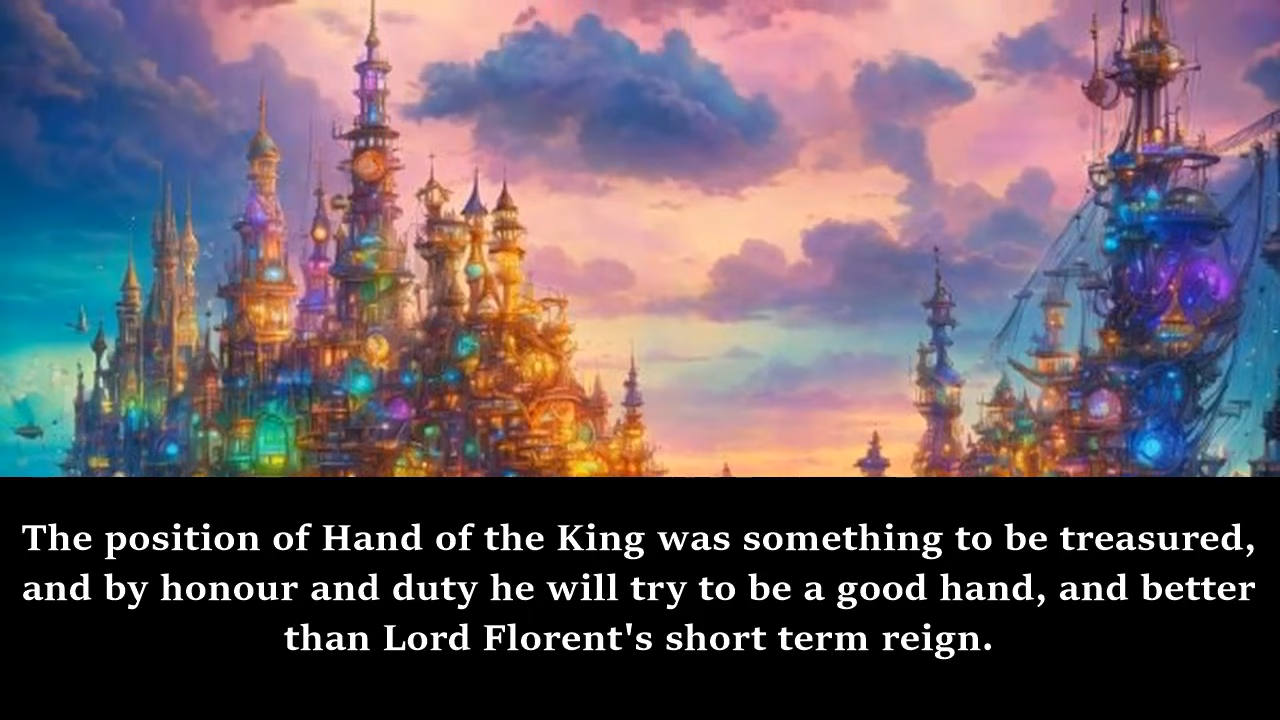 The position of Hand of the King was something to be treasured,
and by honour and duty he will try to be a good hand, and better
than Lord Florent's short term reign.